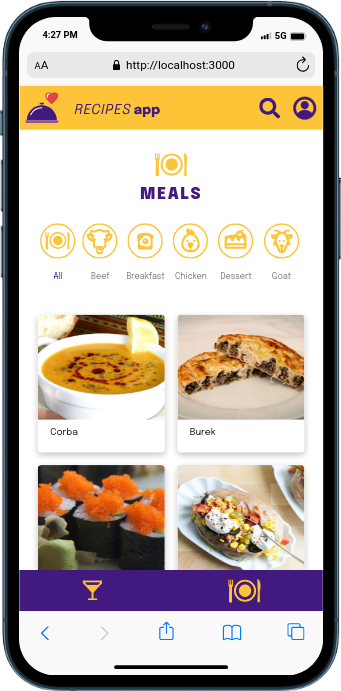 4:27 PM 5G
AA http://localhost:3000
RECIPES app
MEALS
All Beef Breakfast Chicken Dessert Goat
Corba Burek